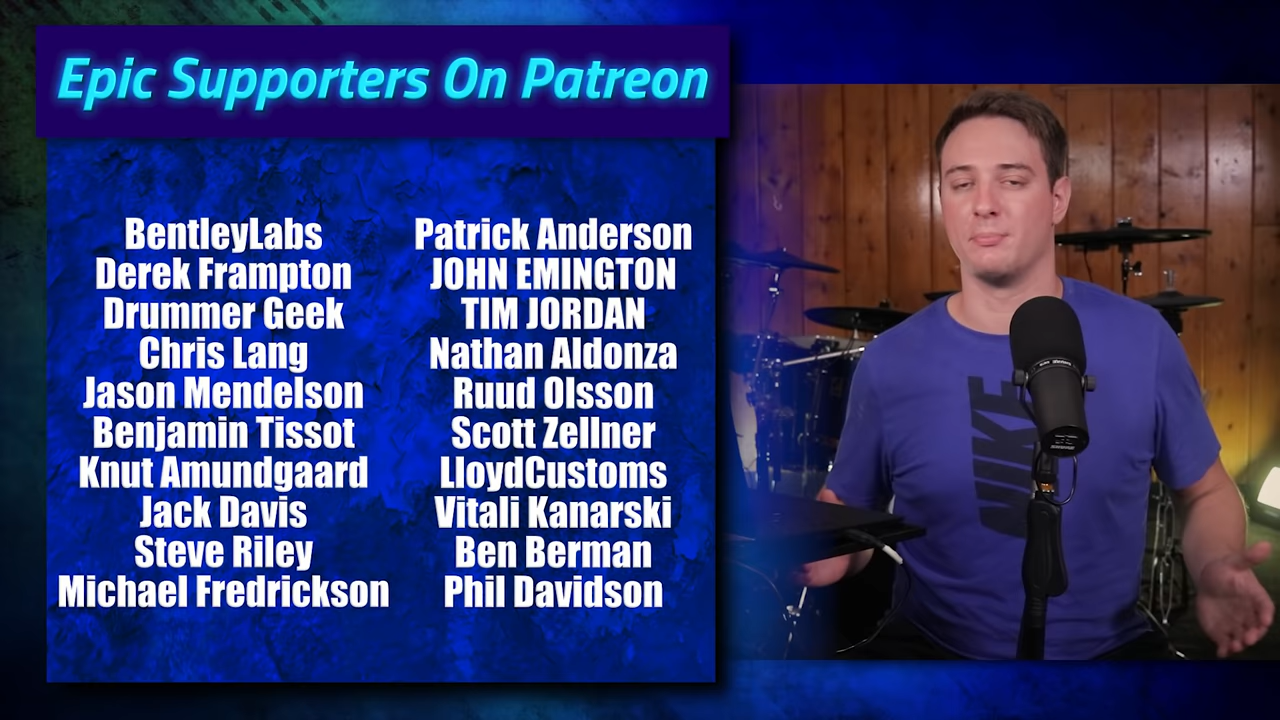 Epic Supporters On Patreon
BentleyLabs
Derek Frampton
Drummer Geek
Chris Lang
Jason Mendelson
Benjamin Tissot
Knut Amundgaard
Jack Davis
Steve Riley
Michael Fredrickson
Patrick Anderson
JOHN EMINGTON
TIM JORDAN
Nathan Aldonza
Ruud Olsson
Scott Zellner
LloydCustoms
Vitali Kanarski
Ben Berman
Phil Davidson
NIKE